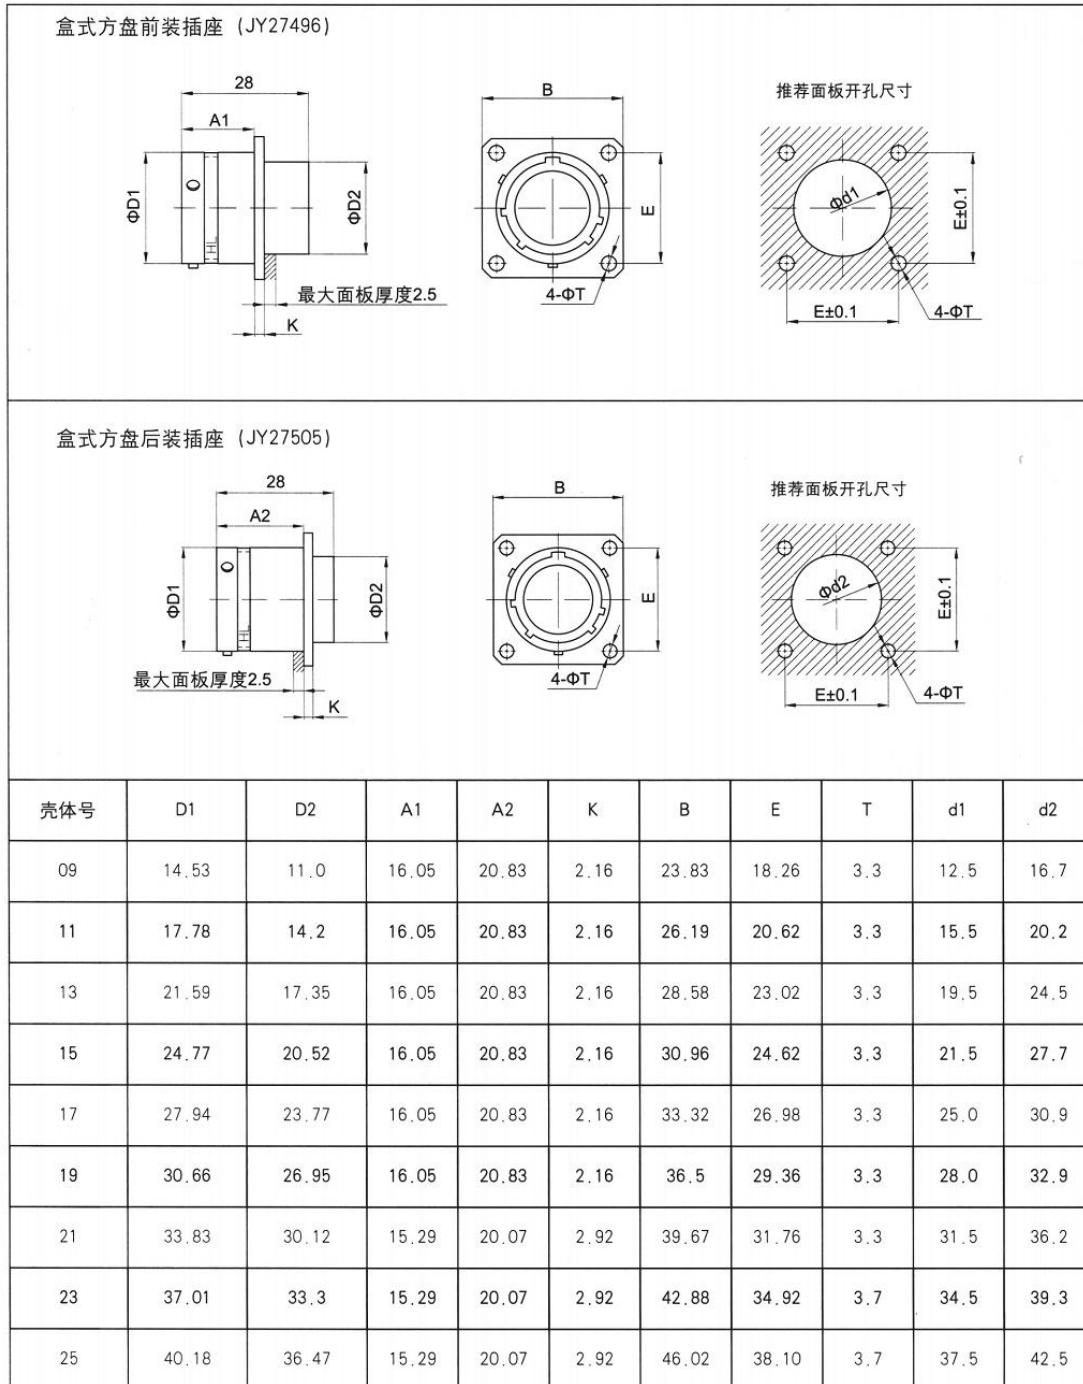 盒式方盘前装插座 (JY27496)
28
A1
ΦD1
ΦD2
最大面板厚度2.5
K
B
E
4-ΦT
推荐面板开孔尺寸
Φd1
E±0.1
E±0.1
4-ΦT
盒式方盘后装插座 (JY27505)
28
A2
ΦD1
ΦD2
最大面板厚度2.5
K
B
E
4-ΦT
推荐面板开孔尺寸
Φd2
E±0.1
E±0.1
4-ΦT
壳体号 D1 D2 A1 A2 K B E T d1 d2
09 14.53 11.0 16.05 20.83 2.16 23.83 18.26 3.3 12.5 16.7
11 17.78 14.2 16.05 20.83 2.16 26.19 20.62 3.3 15.5 20.2
13 21.59 17.35 16.05 20.83 2.16 28.58 23.02 3.3 19.5 24.5
15 24.77 20.52 16.05 20.83 2.16 30.96 24.62 3.3 21.5 27.7
17 27.94 23.77 16.05 20.83 2.16 33.32 26.98 3.3 25.0 30.9
19 30.66 26.95 16.05 20.83 2.16 36.5 29.36 3.3 28.0 32.9
21 33.83 30.12 15.29 20.07 2.92 39.67 31.76 3.3 31.5 36.2
23 37.01 33.3 15.29 20.07 2.92 42.88 34.92 3.7 34.5 39.3
25 40.18 36.47 15.29 20.07 2.92 46.02 38.10 3.7 37.5 42.5